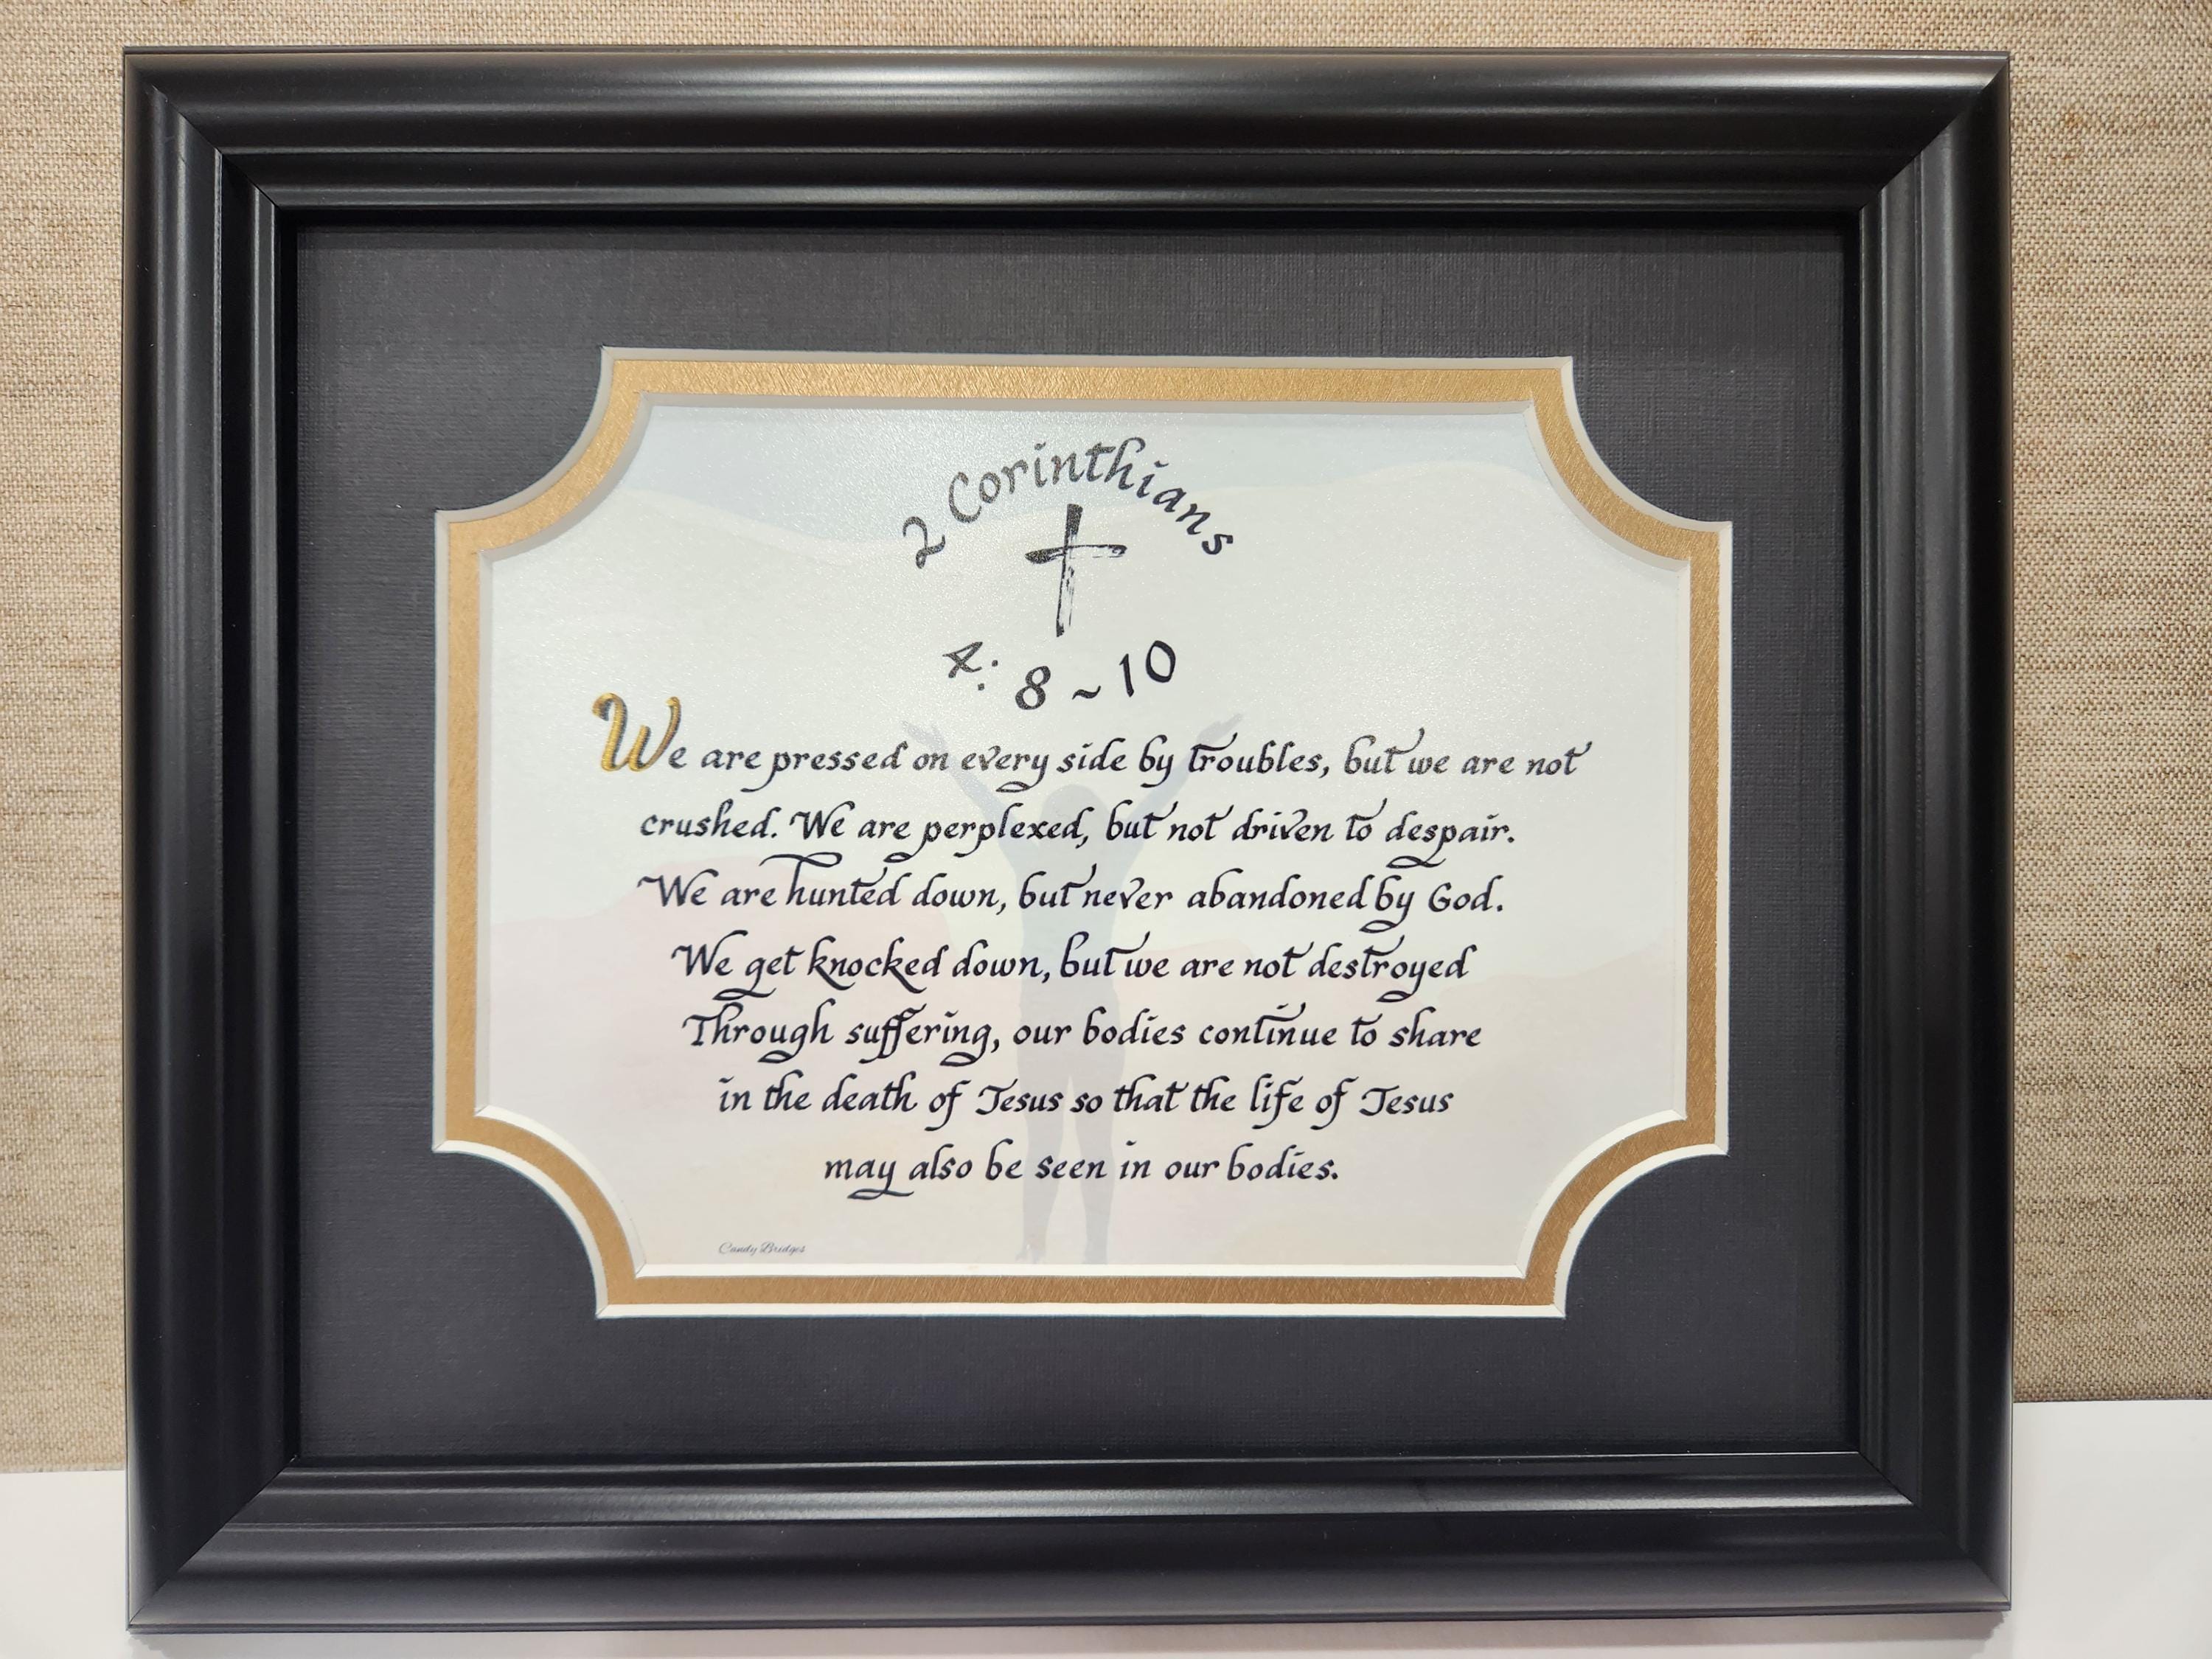 2 Corinthians
4:8~10
We are pressed on every side by troubles, but we are not
crushed. We are perplexed, but not driven to despair.
We are hunted down, but never abandoned by God.
We get knocked down, but we are not destroyed
Through suffering, our bodies continue to share
in the death of Jesus so that the life of Jesus
may also be seen in our bodies.
Candy Bridges